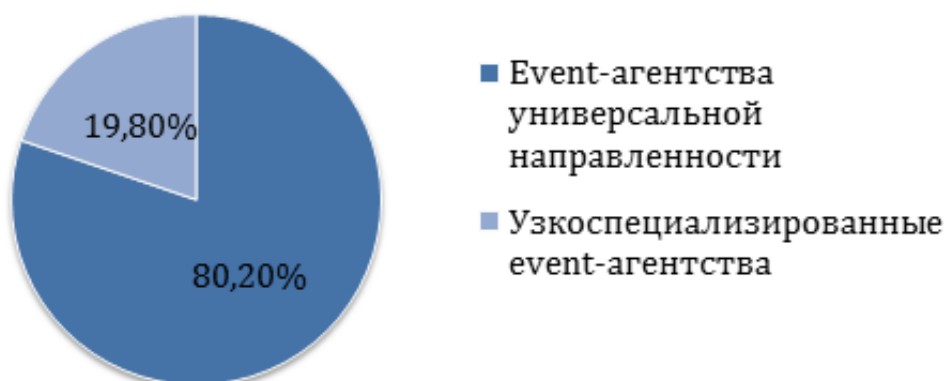 19,80%
80,20%
Event-агентства
универсальной
направленности
Узкоспециализированные
event-агентства